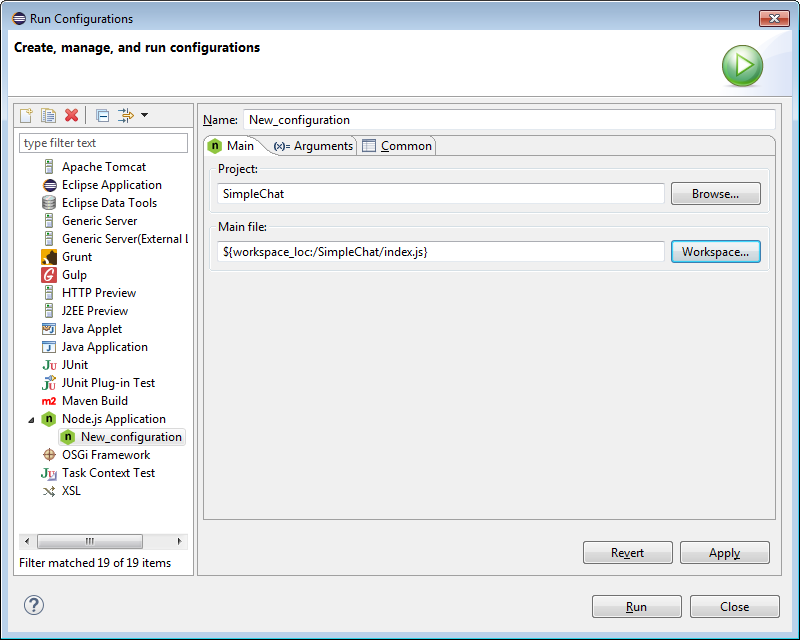 Run Configurations
Create, manage, and run configurations
type filter text
Apache Tomcat
Eclipse Application
Eclipse Data Tools
Generic Server
Generic Server(External L
Grunt
Gulp
HTTP Preview
J2EE Preview
Java Applet
Java Application
JUnit
JUnit Plug-in Test
m2 Maven Build
Node.js Application
New_configuration
OSGi Framework
Task Context Test
XSL
Filter matched 19 of 19 items
Name: New_configuration
Main (x)= Arguments Common
Project:
SimpleChat Browse...
Main file:
${workspace_loc:/SimpleChat/index.js} Workspace...
Revert Apply
? Run Close